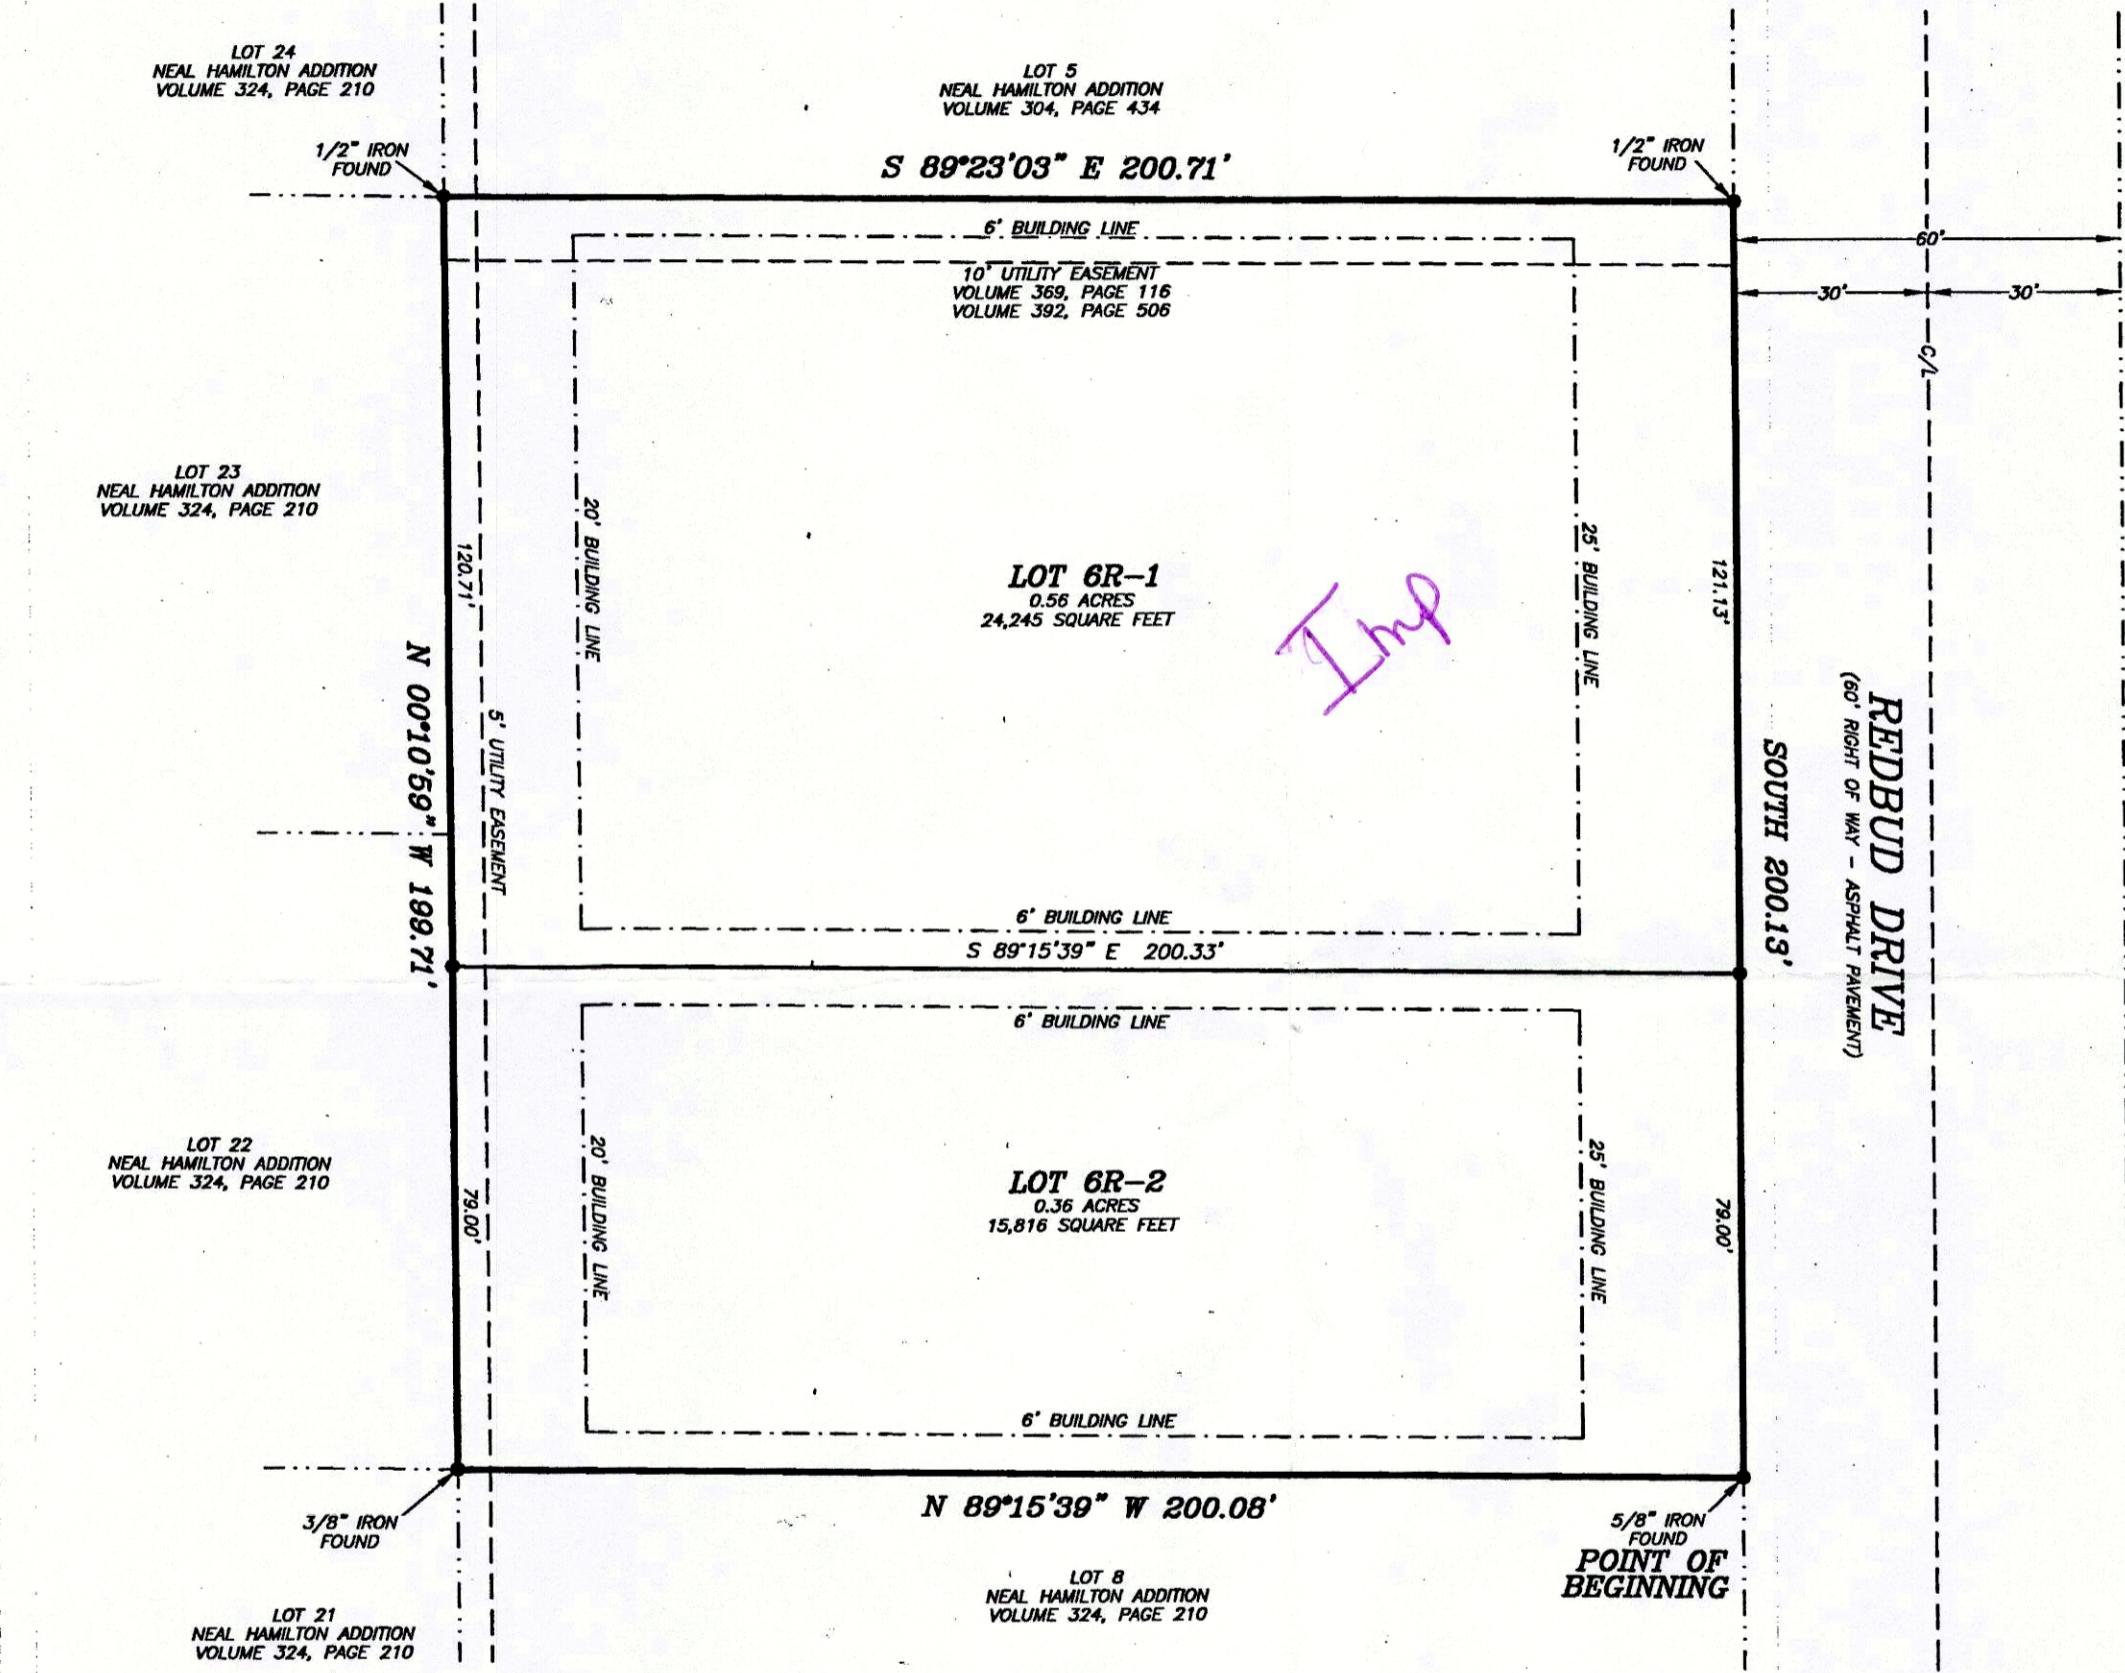 LOT 24
NEAL HAMILTON ADDITION
VOLUME 324, PAGE 210
LOT 5
NEAL HAMILTON ADDITION
VOLUME 304, PAGE 434
1/2" IRON
FOUND
S 89°23'03" E 200.71'
1/2" IRON
FOUND
6' BUILDING LINE
60'
10' UTILITY EASEMENT
VOLUME 369, PAGE 116
VOLUME 392, PAGE 506
30'
30'
C/L
LOT 23
NEAL HAMILTON ADDITION
VOLUME 324, PAGE 210
120.71'
20' BUILDING LINE
LOT 6R-1
0.56 ACRES
24,245 SQUARE FEET
Imp
25' BUILDING LINE
121.13'
N 00°10'59" W 199.71'
5' UTILITY EASEMENT
SOUTH 200.13'
REDBUD DRIVE
(60' RIGHT OF WAY - ASPHALT PAVEMENT)
6' BUILDING LINE
S 89°15'39" E 200.33'
6' BUILDING LINE
LOT 22
NEAL HAMILTON ADDITION
VOLUME 324, PAGE 210
79.00'
20' BUILDING LINE
LOT 6R-2
0.36 ACRES
15,816 SQUARE FEET
25' BUILDING LINE
79.00'
6' BUILDING LINE
3/8" IRON
FOUND
N 89°15'39" W 200.08'
5/8" IRON
FOUND
POINT OF
BEGINNING
LOT 21
NEAL HAMILTON ADDITION
VOLUME 324, PAGE 210
LOT 8
NEAL HAMILTON ADDITION
VOLUME 324, PAGE 210